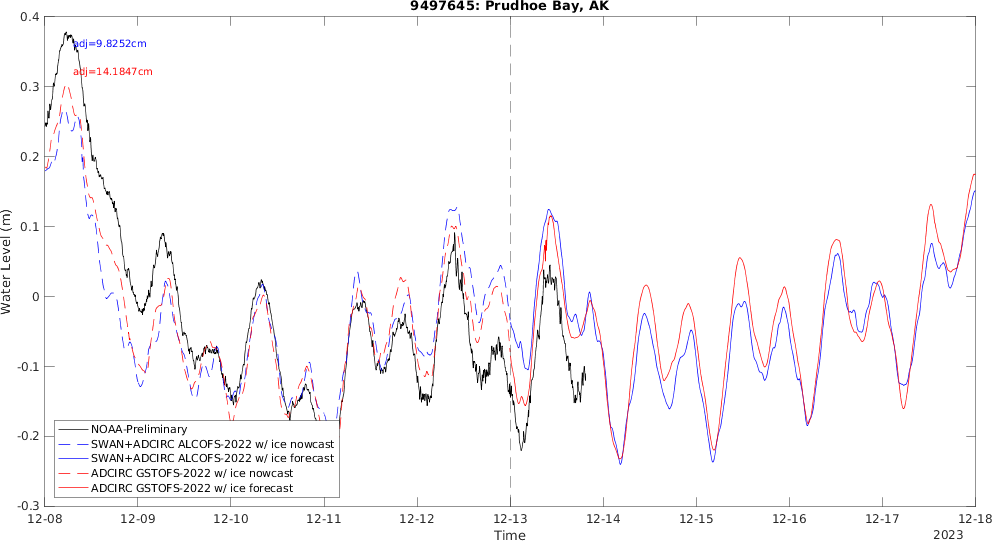 9497645: Prudhoe Bay, AK
adj=9.8252cm
adj=14.1847cm
Water Level (m)
0.4
0.3
0.2
0.1
0
-0.1
-0.2
-0.3
NOAA-Preliminary
SWAN+ADCIRC ALCOFS-2022 w/ ice nowcast
SWAN+ADCIRC ALCOFS-2022 w/ ice forecast
ADCIRC GSTOFS-2022 w/ ice nowcast
ADCIRC GSTOFS-2022 w/ ice forecast
12-08 12-09 12-10 12-11 12-12 12-13 12-14 12-15 12-16 12-17 12-18
Time
2023